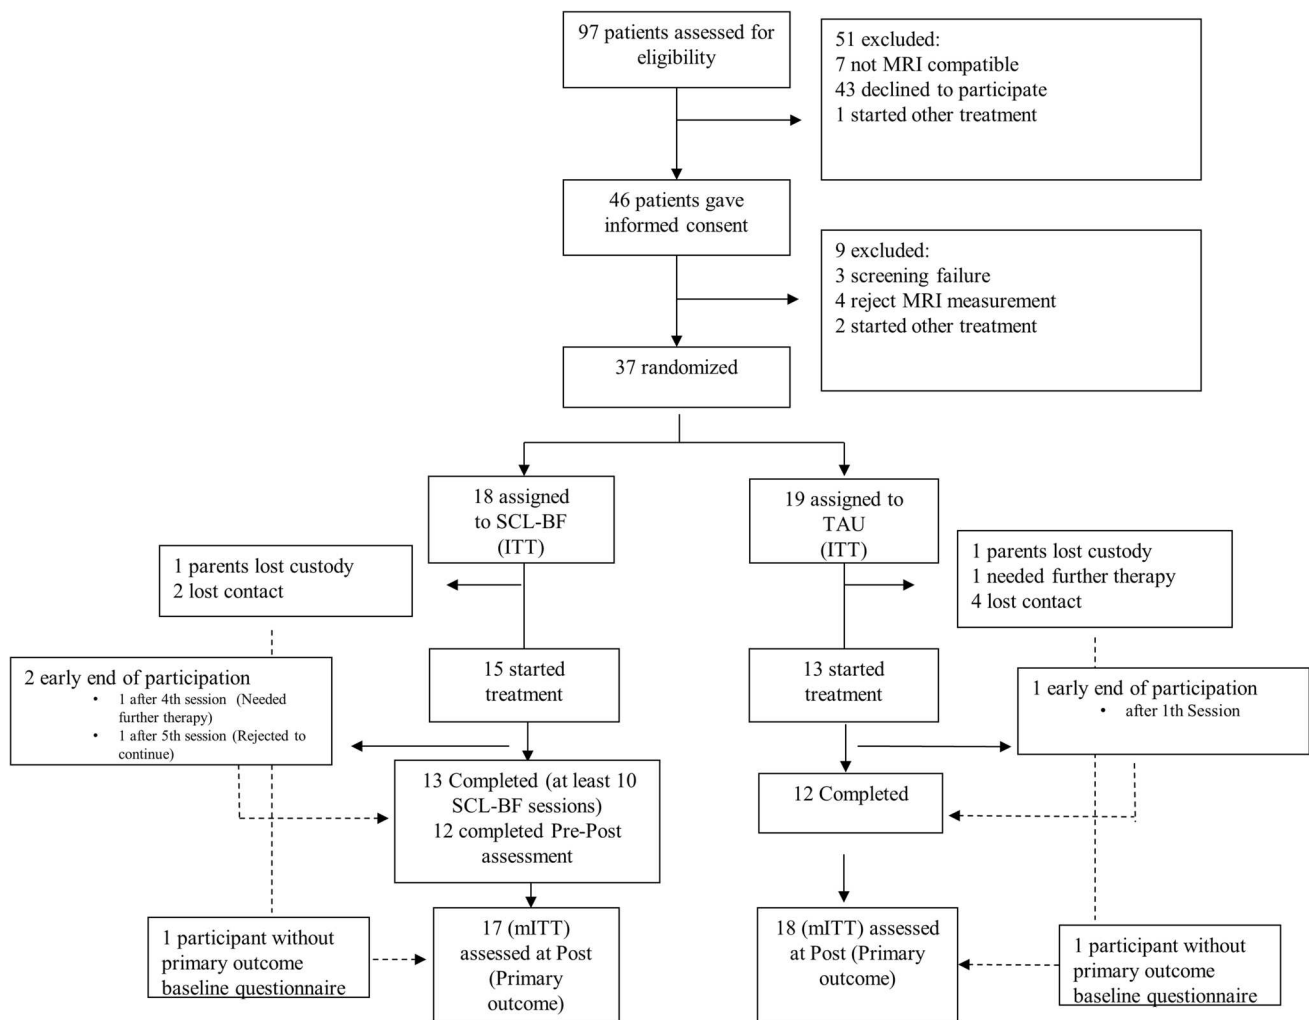 97 patients assessed for
eligibility
51 excluded:
7 not MRI compatible
43 declined to participate
1 started other treatment
46 patients gave
informed consent
9 excluded:
3 screening failure
4 reject MRI measurement
2 started other treatment
37 randomized
18 assigned
to SCL-BF
(ITT)
19 assigned to
TAU
(ITT)
1 parents lost custody
2 lost contact
1 parents lost custody
1 needed further therapy
4 lost contact
15 started
treatment
13 started
treatment
2 early end of participation
• 1 after 4th session (Needed
further therapy)
• 1 after 5th session (Rejected to
continue)
1 early end of participation
• after 1th Session
13 Completed (at least 10
SCL-BF sessions)
12 completed Pre-Post
assessment
12 Completed
1 participant without
primary outcome
baseline questionnaire
17 (mITT)
assessed at Post
(Primary
outcome)
18 (mITT) assessed
at Post (Primary
outcome)
1 participant without
primary outcome
baseline questionnaire